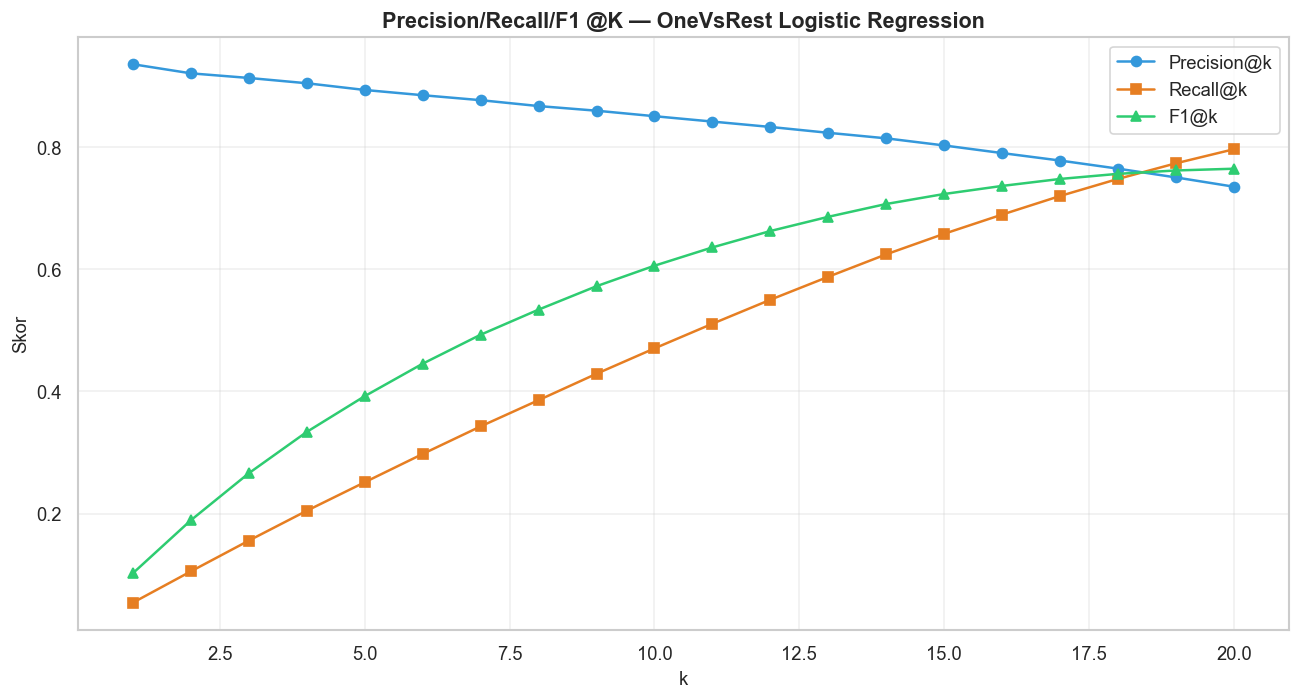 Precision/Recall/F1 @K — OneVsRest Logistic Regression
Precision@k
Recall@k
F1@k
Skor
0.8
0.6
0.4
0.2
2.5 5.0 7.5 10.0 12.5 15.0 17.5 20.0
k